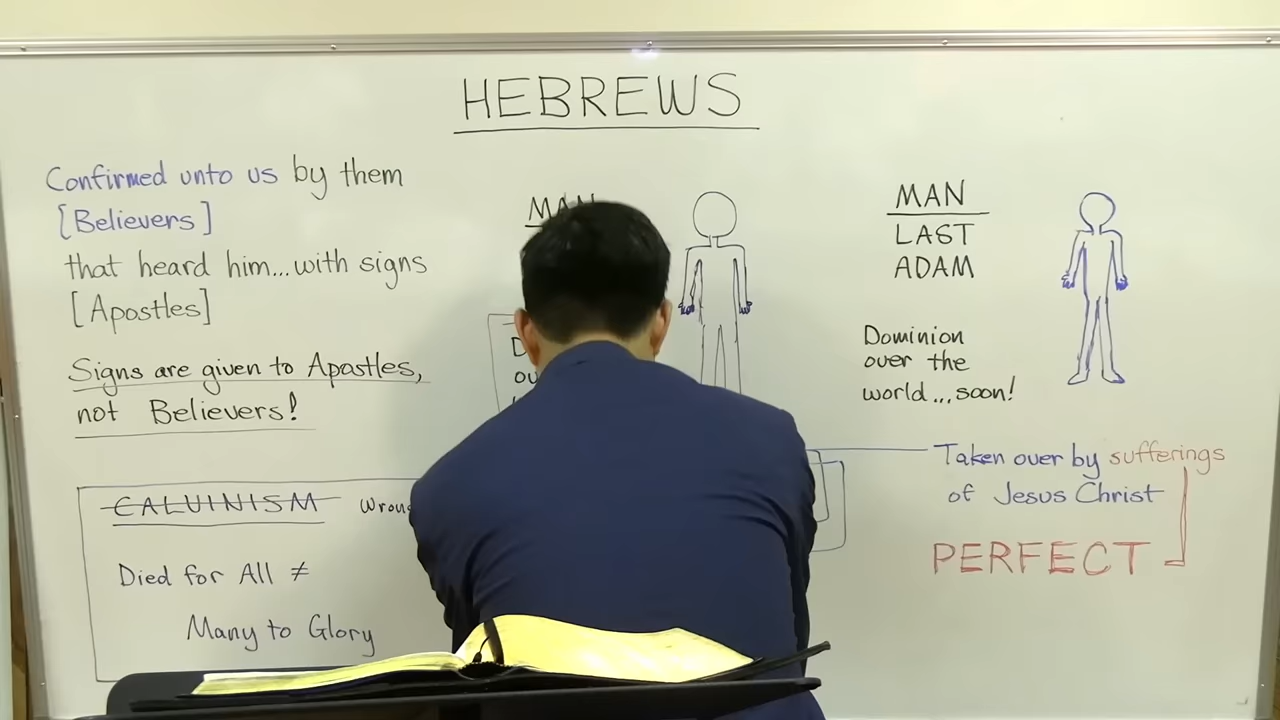 HEBREWS
Confirmed unto us by them
[Believers]
that heard him...with signs
[Apostles]
Signs are given to Apostles,
not Believers!
CALVINISM
Died for All ≠
Many to Glory
MAN
MAN
LAST
ADAM
Dominion
over the
world...soon!
Taken over by sufferings
of Jesus Christ
PERFECT